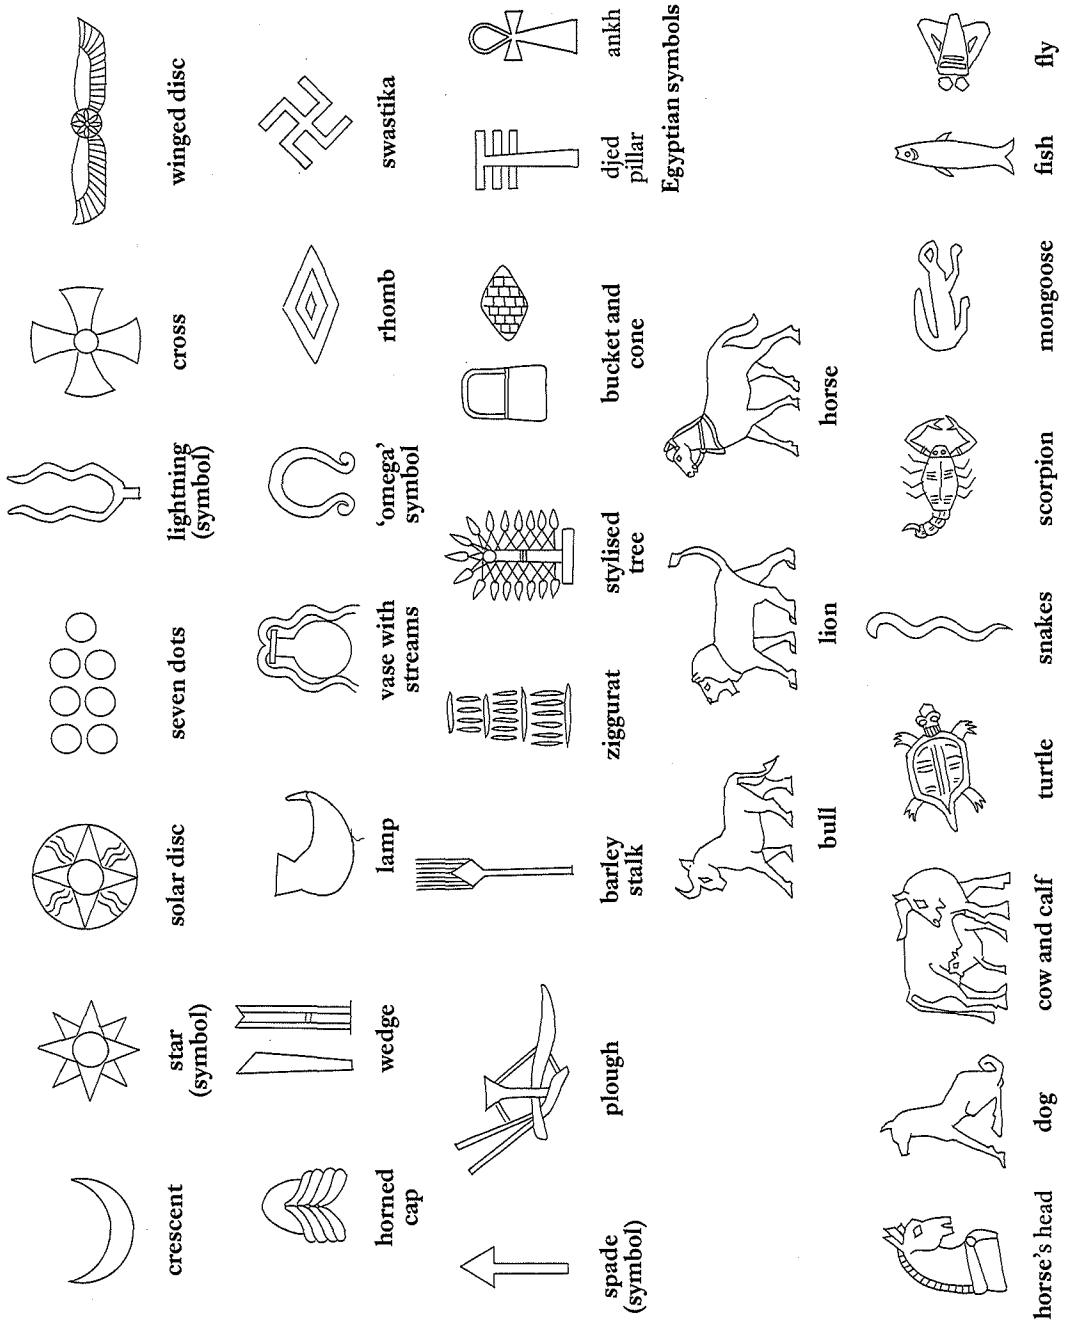 crescent
star
(symbol)
solar disc
seven dots
lightning
(symbol)
cross
winged disc
horned
cap
wedge
lamp
vase with
streams
'omega'
symbol
rhomb
swastika
spade
(symbol)
plough
barley
stalk
ziggurat
stylised
tree
bucket and
cone
djed
pillar
ankh
Egyptian symbols
bull
lion
horse
horse's head
dog
cow and calf
turtle
snakes
scorpion
mongoose
fish
fly